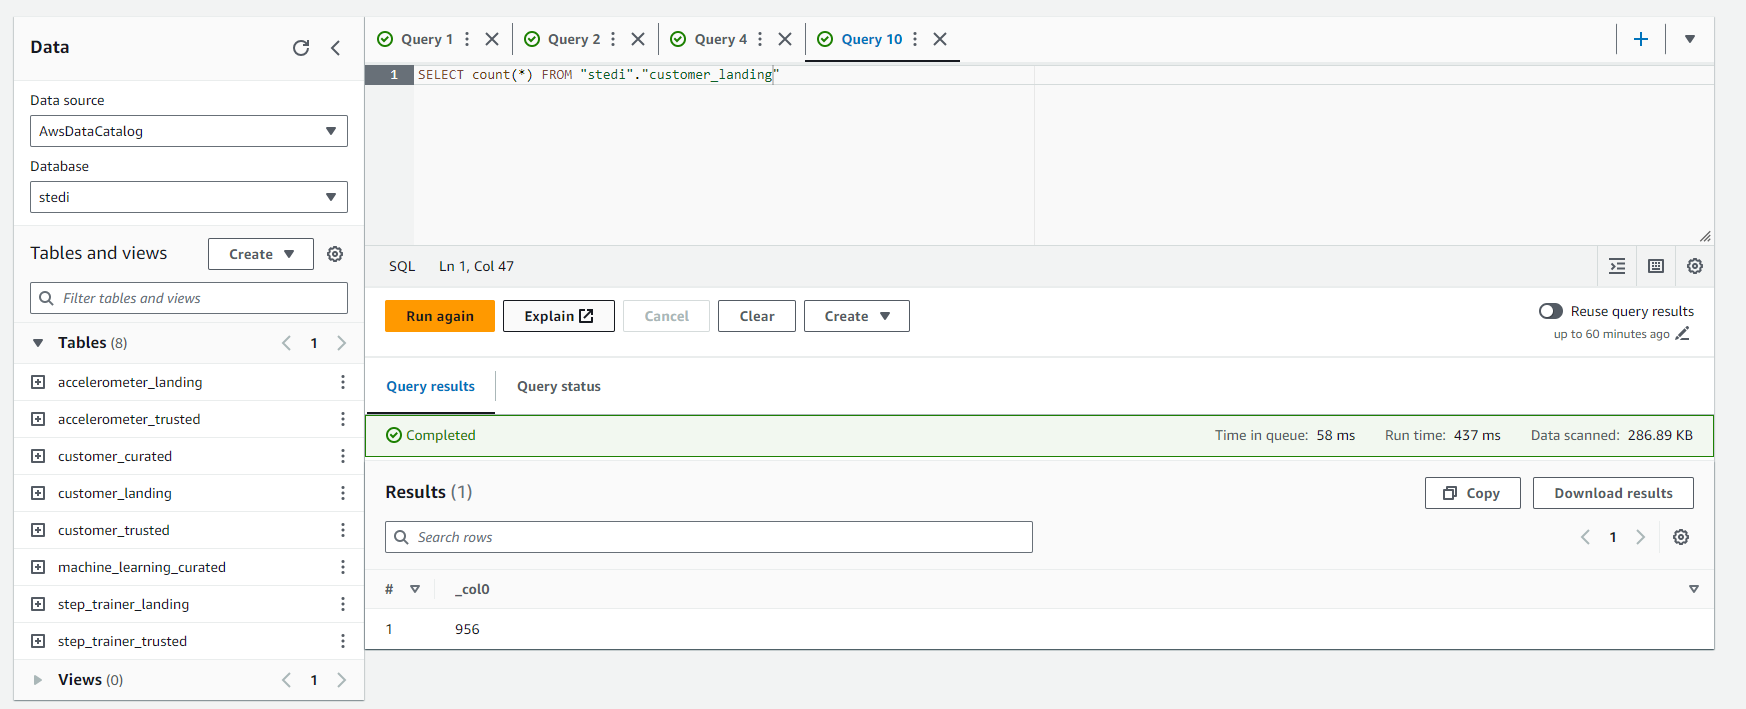 Data
Data source
AwsDataCatalog
Database
stedi
Tables and views
Create
Filter tables and views
Tables (8)
1
accelerometer_landing
accelerometer_trusted
customer_curated
customer_landing
customer_trusted
machine_learning_curated
step_trainer_landing
step_trainer_trusted
Views (0)
1
Query 1
Query 2
Query 4
Query 10
1 SELECT count(*) FROM "stedi"."customer_landing"
SQL Ln 1, Col 47
Run again
Explain
Cancel
Clear
Create
Reuse query results
up to 60 minutes ago
Query results
Query status
Completed
Time in queue: 58 ms Run time: 437 ms Data scanned: 286.89 KB
Results (1)
Copy
Download results
Search rows
1
# _col0
1 956